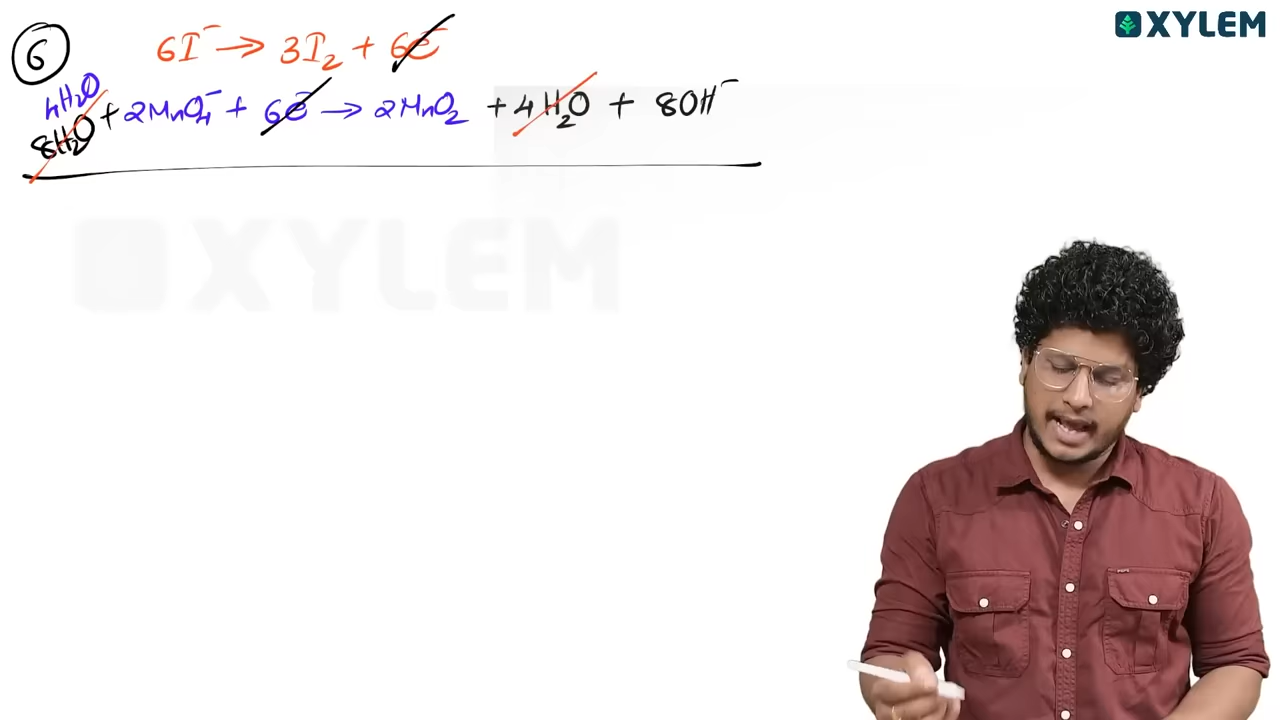 XYLEM
6 6I⁻ → 3I₂ + 6e⁻
4H₂O
8H₂O + 2MnO₄⁻ + 6e⁻ → 2MnO₂ + 4H₂O + 8OH⁻
XYLEM